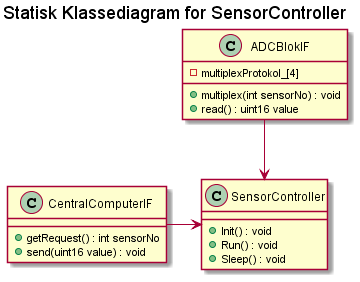 Statisk Klassediagram for SensorController
C ADCBlokIF
multiplexProtokol_[4]
multiplex(int sensorNo) : void
read() : uint16 value
C CentralComputerIF
getRequest() : int sensorNo
send(uint16 value) : void
C SensorController
Init() : void
Run() : void
Sleep() : void